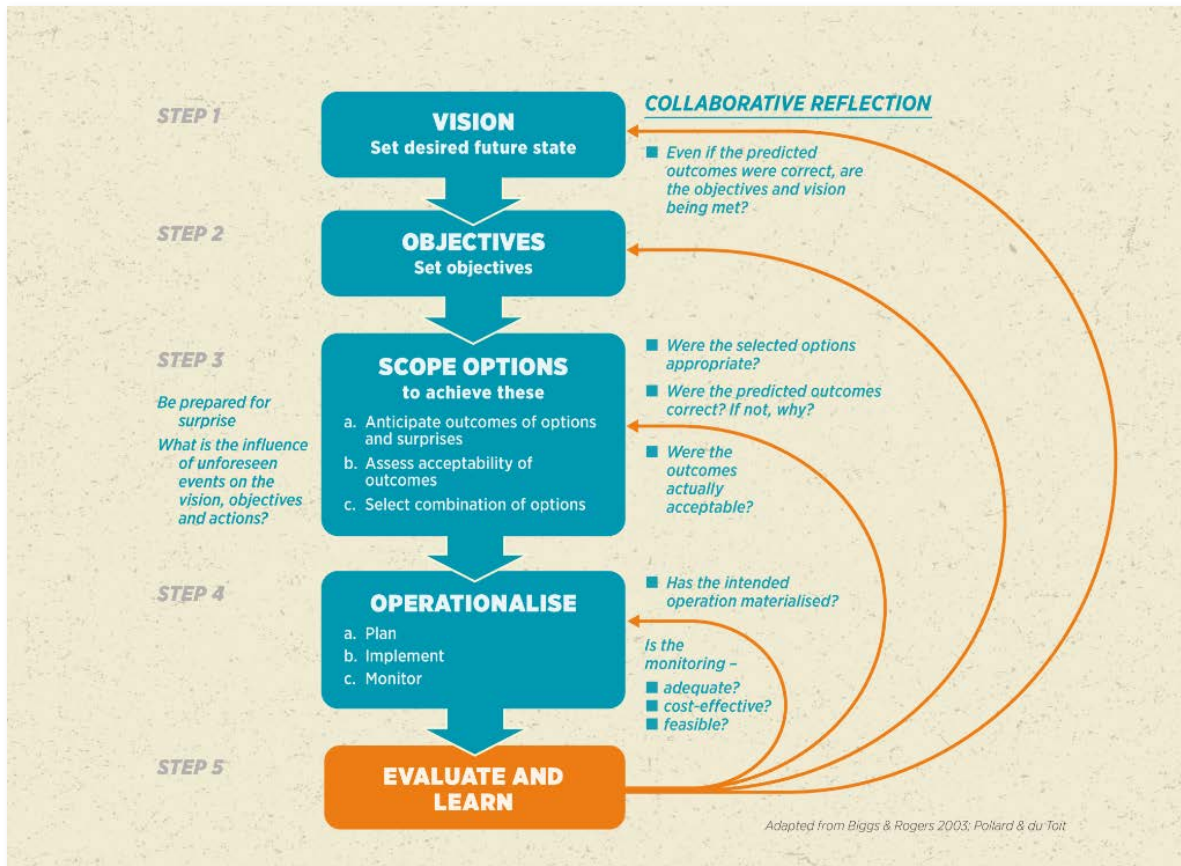 STEP 1
VISION
Set desired future state
COLLABORATIVE REFLECTION
■ Even if the predicted
outcomes were correct, are
the objectives and vision
being met?
STEP 2
OBJECTIVES
Set objectives
STEP 3
Be prepared for
surprise
What is the influence
of unforeseen
events on the
vision, objectives
and actions?
SCOPE OPTIONS
to achieve these
a. Anticipate outcomes of options
and surprises
b. Assess acceptability of
outcomes
c. Select combination of options
■ Were the selected options
appropriate?
■ Were the predicted outcomes
correct? If not, why?
■ Were the
outcomes
actually
acceptable?
STEP 4
OPERATIONALISE
a. Plan
b. Implement
c. Monitor
■ Has the intended
operation materialised?
Is the
monitoring –
■ adequate?
■ cost-effective?
■ feasible?
STEP 5
EVALUATE AND
LEARN
Adapted from Biggs & Rogers 2003; Pollard & du Toit